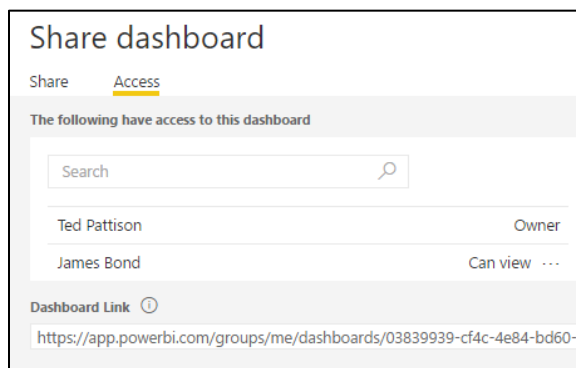 Share dashboard
Share Access
The following have access to this dashboard
Search
Ted Pattison Owner
James Bond Can view ...
Dashboard Link
https://app.powerbi.com/groups/me/dashboards/03839939-cf4c-4e84-bd60-